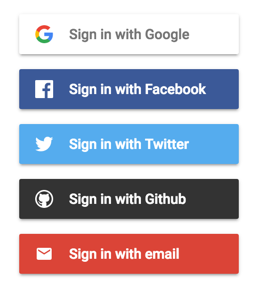 Sign in with Google
Sign in with Facebook
Sign in with Twitter
Sign in with Github
Sign in with email